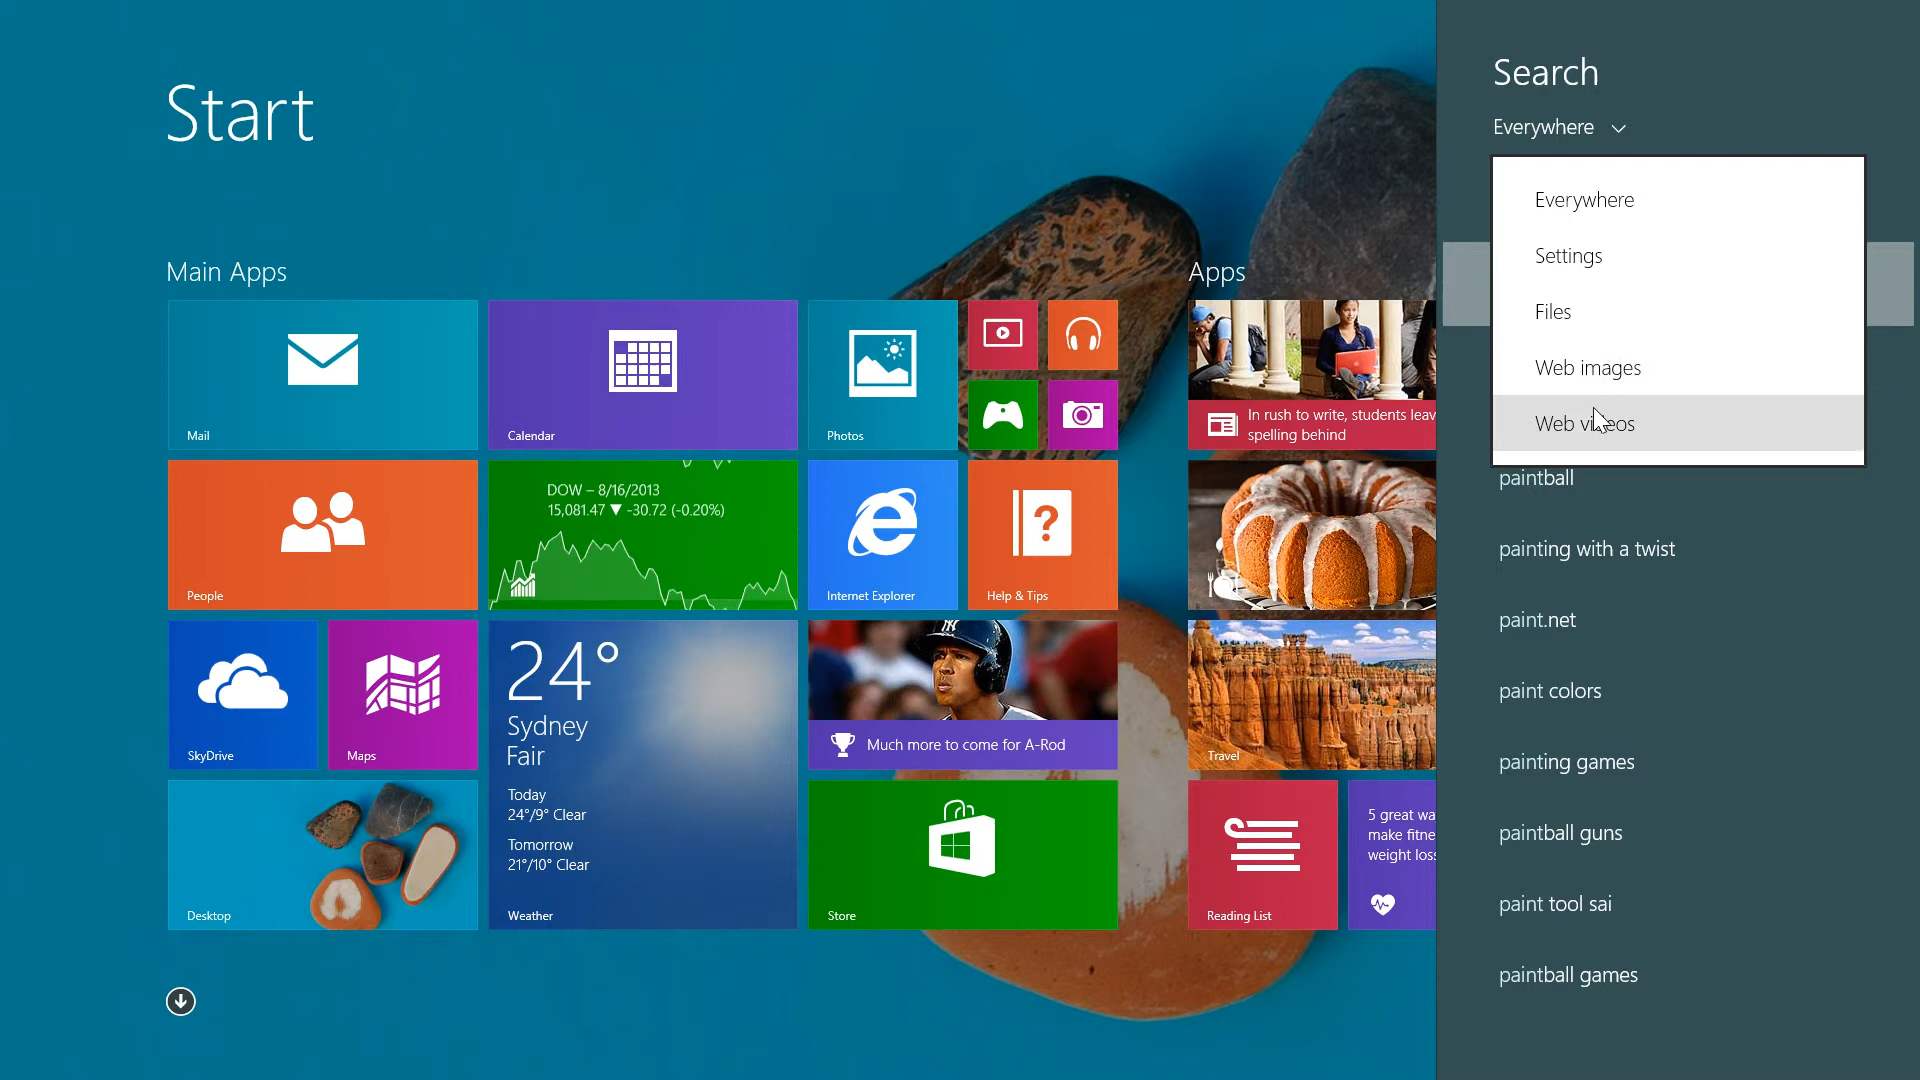 Start
Main Apps
Mail
Calendar
Photos
People
DOW – 8/16/2013
15,081.47 ▼ -30.72 (-0.20%)
Internet Explorer
Help & Tips
SkyDrive
Maps
24°
Sydney
Fair
Today
24°/9° Clear
Tomorrow
21°/10° Clear
Weather
Much more to come for A-Rod
Desktop
Store
Apps
In rush to write, students leav
spelling behind
Travel
Reading List
5 great wa
make fitne
weight loss
Search
Everywhere
Everywhere
Settings
Files
Web images
Web videos
paintball
painting with a twist
paint.net
paint colors
painting games
paintball guns
paint tool sai
paintball games